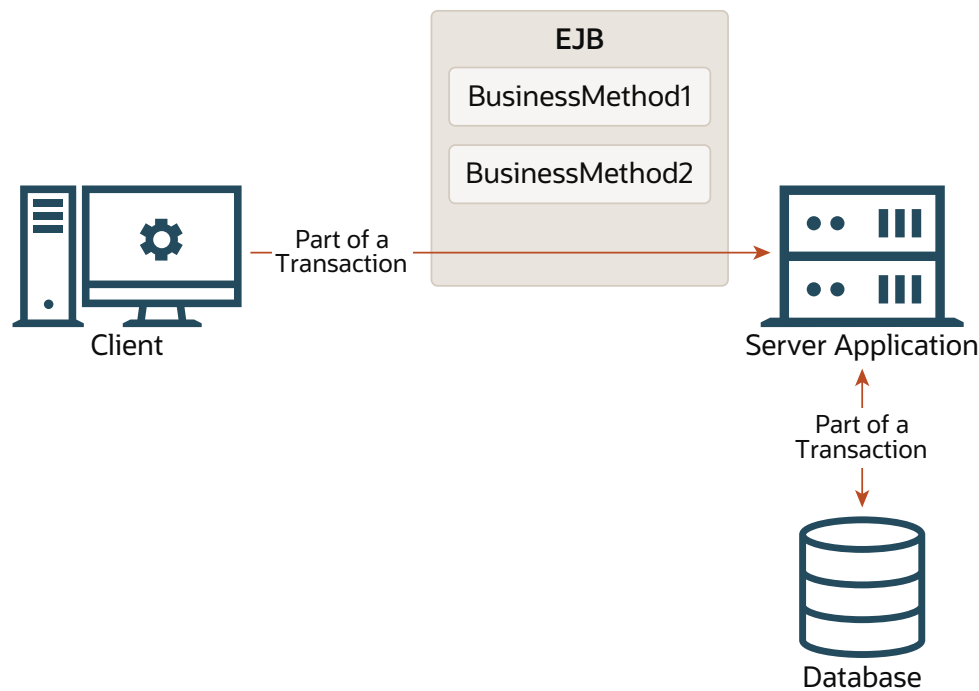 EJB
BusinessMethod1
BusinessMethod2
Part of a
Transaction
Client
Server Application
Part of a
Transaction
Database